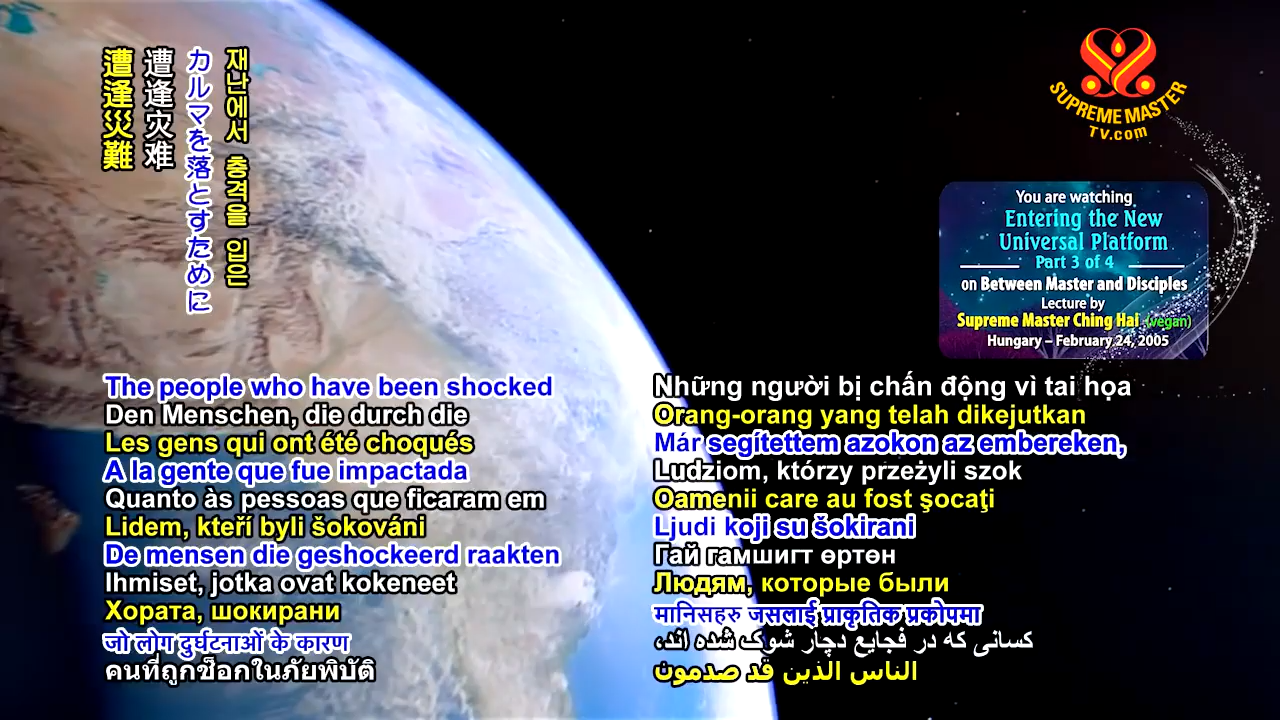 遭逢災難
遭逢灾难
カルマを落とすために
재난에서 충격을 입은
SUPREME MASTER
TV.com
You are watching
Entering the New
Universal Platform
Part 3 of 4
on Between Master and Disciples
Lecture by
Supreme Master Ching Hai (vegan)
Hungary – February 24, 2005
The people who have been shocked
Den Menschen, die durch die
Les gens qui ont été choqués
A la gente que fue impactada
Quanto às pessoas que ficaram em
Lidem, kteří byli šokováni
De mensen die geshockeerd raakten
Ihmiset, jotka ovat kokeneet
Хората, шокирани
जो लोग दुर्घटनाओं के कारण
คนที่ถูกช็อกในภัยพิบัติ
Những người bị chấn động vì tai họa
Orang-orang yang telah dikejutkan
Már segítettem azokon az embereken,
Ludziom, którzy przeżyli szok
Oamenii care au fost şocaţi
Ljudi koji su šokirani
Гай гамшигт өртөн
Людям, которые были
मानिसहरु जसलाई प्राकृतिक प्रकोपमा
کسانی که در فجایع دچار شوک شده اند،
الناس الذين قد صدمون